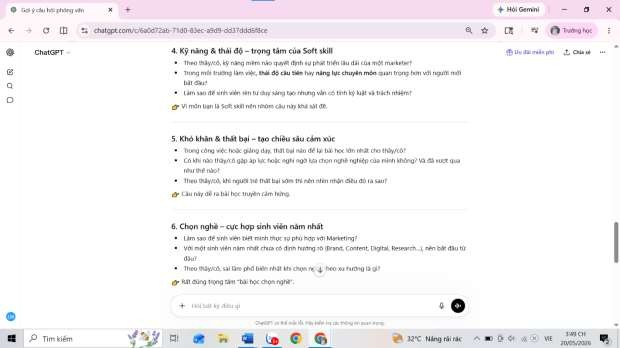 Gợi ý câu hỏi phỏng vấn
Hỏi Gemini
chatgpt.com/c/6a0d72ab-71d0-83ec-a9d9-dd37ddd6f8ce
Trường học
ChatGPT
Ưu đãi miễn phí
Chia sẻ
4. Kỹ năng & thái độ – trọng tâm của Soft skill
Theo thầy/cô, kỹ năng mềm nào quyết định sự phát triển lâu dài của một marketer?
Trong môi trường làm việc, thái độ cầu tiến hay năng lực chuyên môn quan trọng hơn với người mới
bắt đầu?
Làm sao để sinh viên rèn tư duy sáng tạo nhưng vẫn có tính kỷ luật và trách nhiệm?
👉 Vì môn bạn là Soft skill nên nhóm câu này khá sát đề.
5. Khó khăn & thất bại – tạo chiều sâu cảm xúc
Trong công việc hoặc giảng dạy, thất bại nào để lại bài học lớn nhất cho thầy/cô?
Có khi nào thầy/cô gặp áp lực hoặc nghi ngờ lựa chọn nghề nghiệp của mình không? Và đã vượt qua
như thế nào?
Theo thầy/cô, khi người trẻ thất bại sớm thì nên nhìn nhận điều đó ra sao?
👉 Câu này dễ ra bài học truyền cảm hứng.
6. Chọn nghề – cực hợp sinh viên năm nhất
Làm sao để sinh viên biết mình thực sự phù hợp với Marketing?
Với một sinh viên năm nhất chưa có định hướng rõ (Brand, Content, Digital, Research...), nên bắt đầu từ
đâu?
Theo thầy/cô, sai lầm phổ biến nhất khi chọn theo xu hướng là gì?
👉 Rất đúng trọng tâm "bài học chọn nghề".
Hỏi bất kỳ điều gì
ChatGPT có thể mắc lỗi. Hãy kiểm tra các thông tin quan trọng.
Tìm kiếm
32°C Nắng rải rác
VIE
3:49 CH
20/05/2026